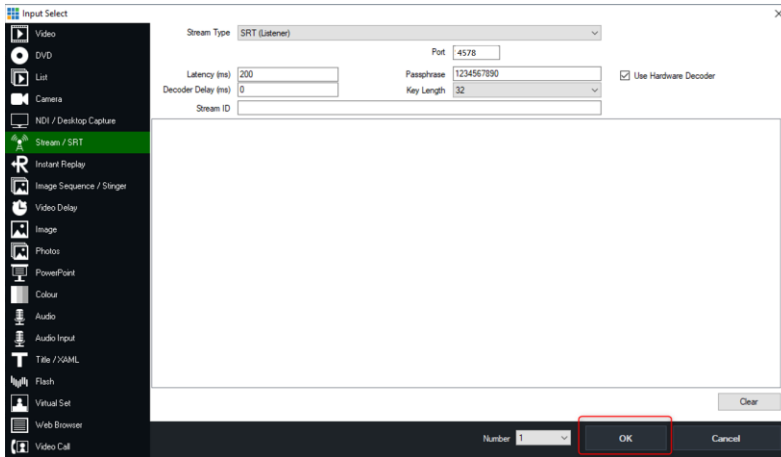 Input Select
Video
DVD
List
Camera
NDI / Desktop Capture
Stream / SRT
Instant Replay
Image Sequence / Stinger
Video Delay
Image
Photos
PowerPoint
Colour
Audio
Audio Input
Title / XAML
Flash
Virtual Set
Web Browser
Video Call
Stream Type SRT (Listener)
Port 4578
Latency (ms) 200 Passphrase 1234567890 Use Hardware Decoder
Decoder Delay (ms) 0 Key Length 32
Stream ID
Clear
Number 1 OK Cancel